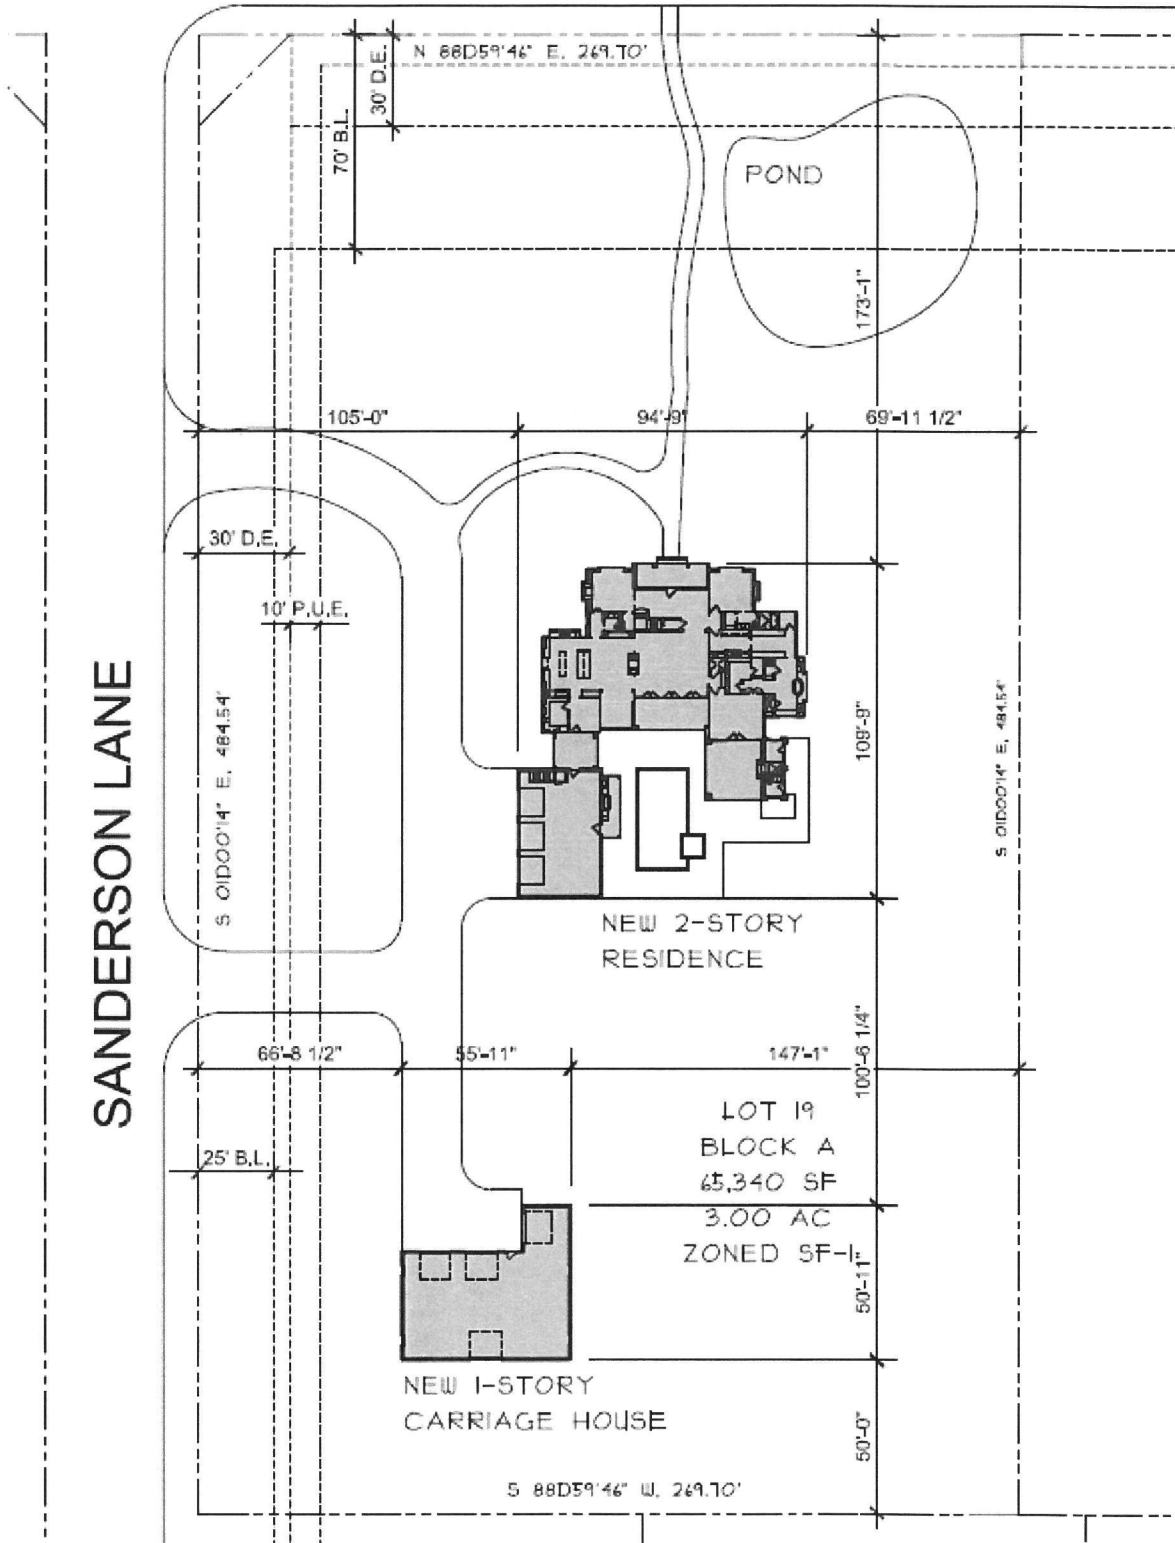 N 88D59'46" E, 269.70'
30' D.E.
70' B.L.
POND
173'-1"
105'-0"
94'-9"
69'-11 1/2"
30' D.E.
10' P.U.E.
SANDERSON LANE
S 01D00'14" E, 484.54'
109'-9"
S 01D00'14" E, 484.54'
NEW 2-STORY
RESIDENCE
66'-8 1/2"
55'-11"
147'-1"
100'-6 1/4"
LOT 19
BLOCK A
65,340 SF
3.00 AC
ZONED SF-1
25' B.L.
50'-11"
NEW 1-STORY
CARRIAGE HOUSE
50'-0"
S 88D59'46" W, 269.70'